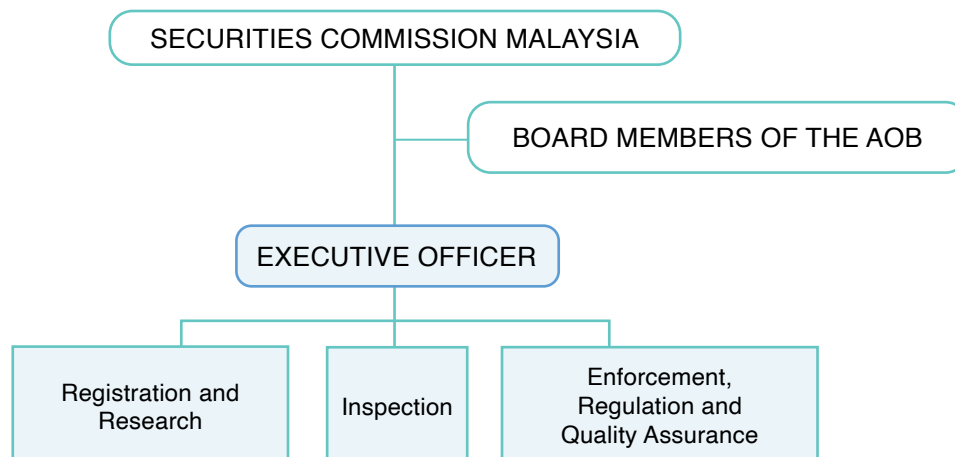 SECURITIES COMMISSION MALAYSIA
BOARD MEMBERS OF THE AOB
EXECUTIVE OFFICER
Registration and
Research
Inspection
Enforcement,
Regulation and
Quality Assurance